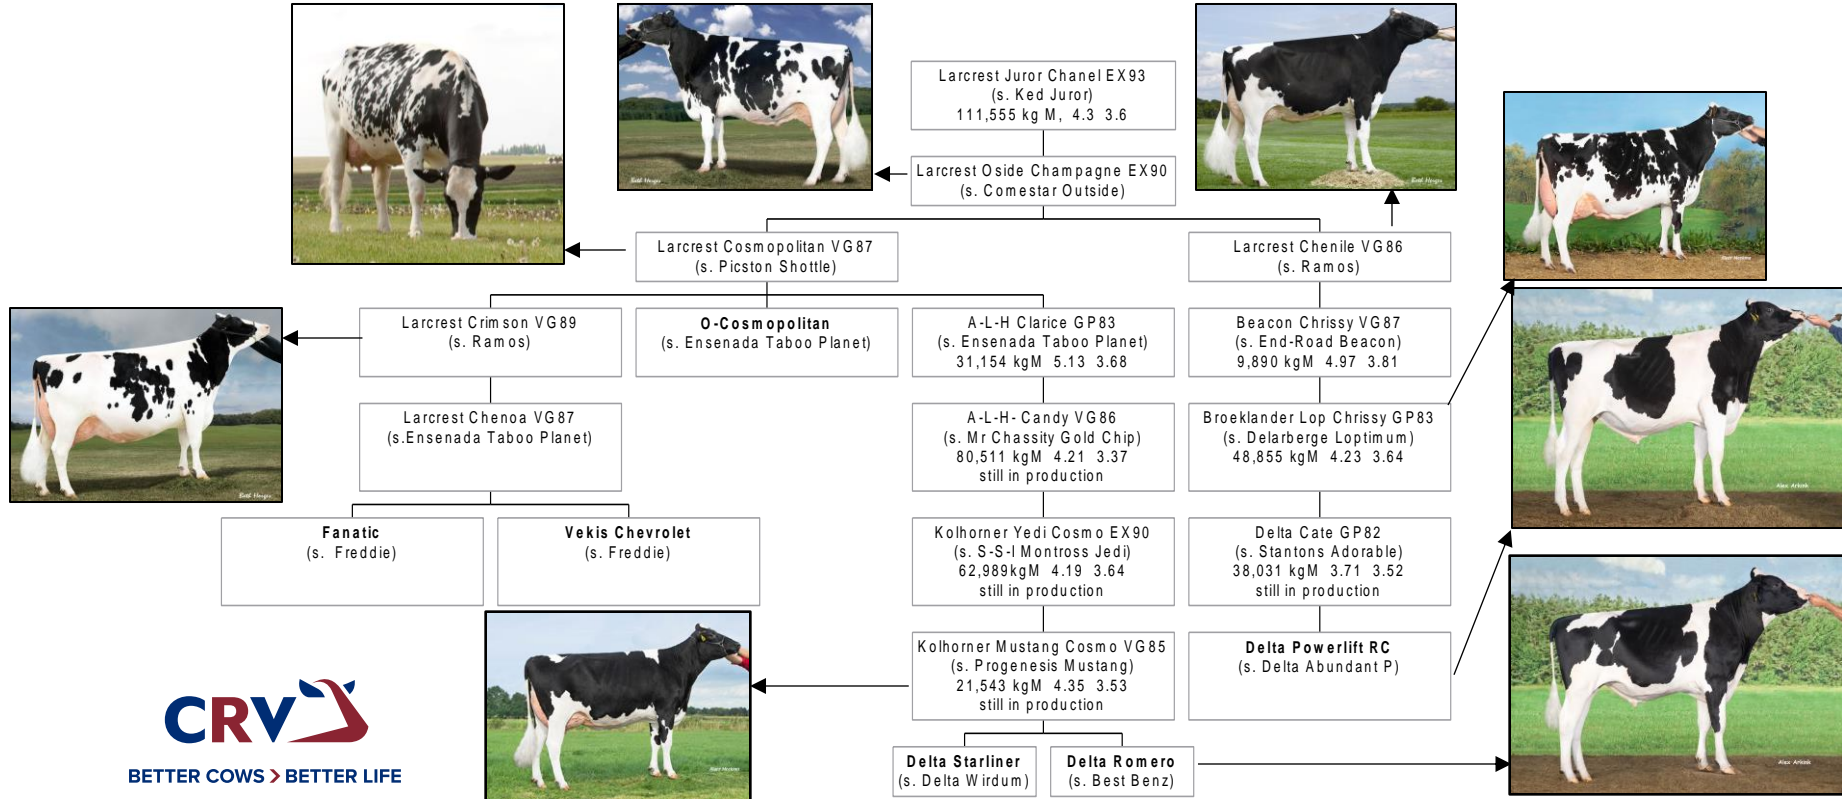 Larcrest Juror Chanel EX93
(s. Ked Juror)
111,555 kg M, 4.3 3.6
Larcrest Oside Champagne EX90
(s. Comestar Outside)
Larcrest Cosmopolitan VG87
(s. Picston Shottle)
Larcrest Chenile VG86
(s. Ramos)
Larcrest Crimson VG89
(s. Ramos)
O-Cosmopolitan
(s. Ensenada Taboo Planet)
A-L-H Clarice GP83
(s. Ensenada Taboo Planet)
31,154 kgM 5.13 3.68
Beacon Chrissy VG87
(s. End-Road Beacon)
9,890 kgM 4.97 3.81
Larcrest Chenoa VG87
(s.Ensenada Taboo Planet)
A-L-H- Candy VG86
(s. Mr Chassity Gold Chip)
80,511 kgM 4.21 3.37
still in production
Broeklander Lop Chrissy GP83
(s. Delarberge Loptimum)
48,855 kgM 4.23 3.64
Fanatic
(s. Freddie)
Vekis Chevrolet
(s. Freddie)
Kolhorner Yedi Cosmo EX90
(s. S-S-I Montross Jedi)
62,989kgM 4.19 3.64
still in production
Delta Cate GP82
(s. Stantons Adorable)
38,031 kgM 3.71 3.52
still in production
Kolhorner Mustang Cosmo VG85
(s. Progenesis Mustang)
21,543 kgM 4.35 3.53
still in production
Delta Powerlift RC
(s. Delta Abundant P)
Delta Starliner
(s. Delta Wirdum)
Delta Romero
(s. Best Benz)
CRV
BETTER COWS > BETTER LIFE